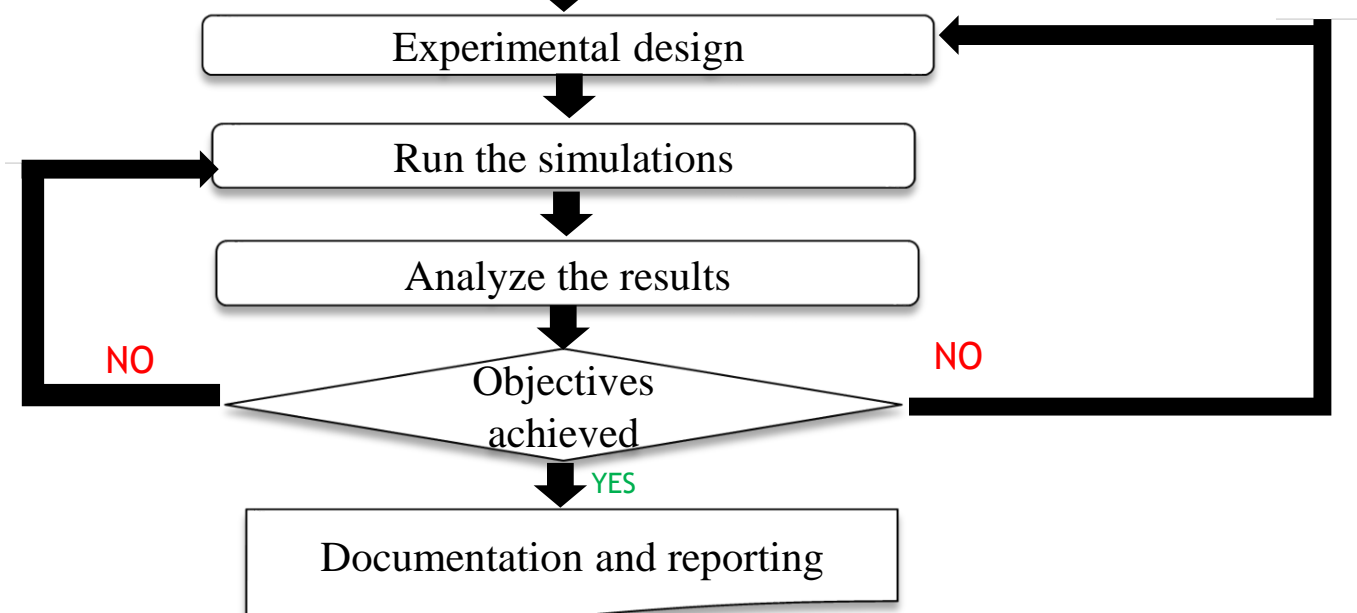 Experimental design
Run the simulations
Analyze the results
NO
Objectives
achieved
NO
YES
Documentation and reporting